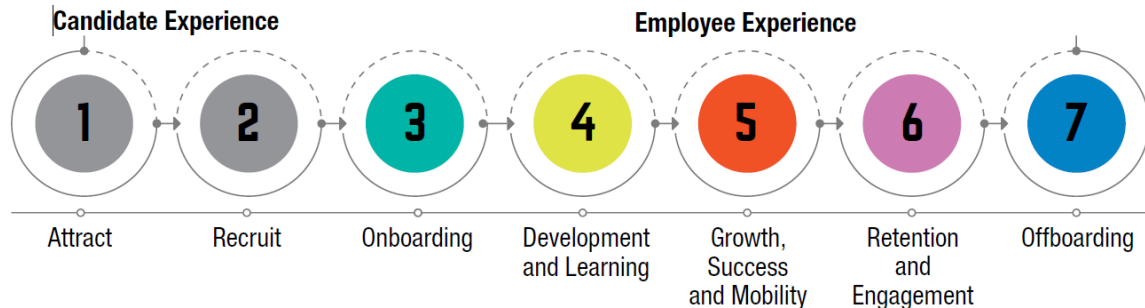 Candidate Experience
Employee Experience
1
2
3
4
5
6
7
Attract
Recruit
Onboarding
Development
and Learning
Growth,
Success
and Mobility
Retention
and
Engagement
Offboarding